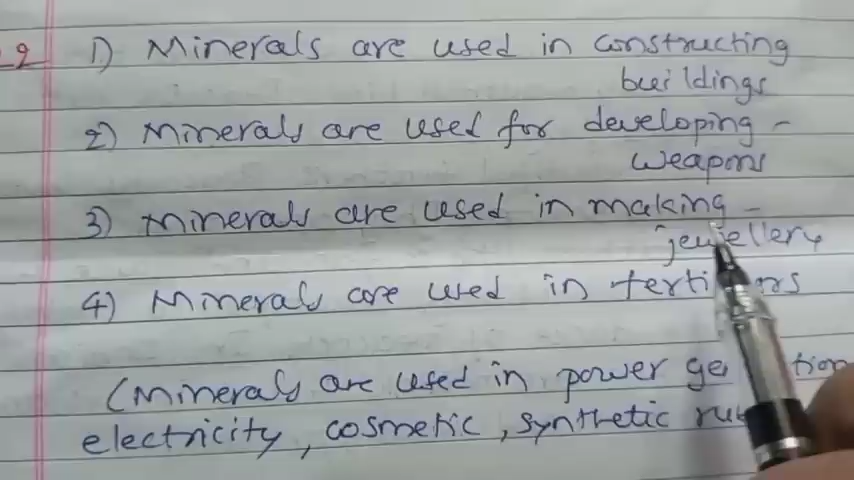 9 1) Minerals are used in constructing
buildings
2) Minerals are used for developing -
weapons
3) Minerals are used in making -
jewellery
4) Minerals are used in
(Minerals are used in power
electricity, cosmetic, synthetic